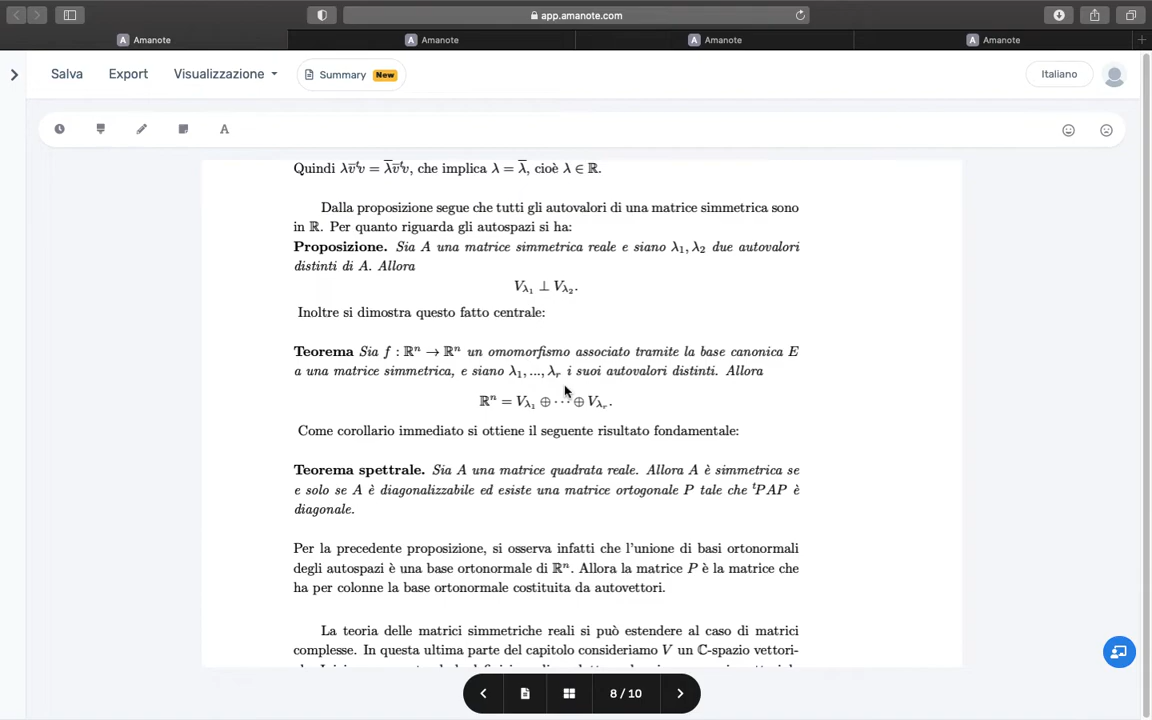 app.amanote.com
Amanote
Amanote
Amanote
Amanote
Salva
Export
Visualizzazione
Summary New
Italiano
Quindi λv̅ᵗv = λ̅v̅ᵗv, che implica λ = λ̅, cioè λ ∈ ℝ.
Dalla proposizione segue che tutti gli autovalori di una matrice simmetrica sono
in ℝ. Per quanto riguarda gli autospazi si ha:
Proposizione. Sia A una matrice simmetrica reale e siano λ₁, λ₂ due autovalori
distinti di A. Allora
V_λ₁ ⊥ V_λ₂.
Inoltre si dimostra questo fatto centrale:
Teorema Sia f : ℝⁿ → ℝⁿ un omomorfismo associato tramite la base canonica E
a una matrice simmetrica, e siano λ₁, ..., λᵣ i suoi autovalori distinti. Allora
ℝⁿ = V_λ₁ ⊕ ··· ⊕ V_λᵣ.
Come corollario immediato si ottiene il seguente risultato fondamentale:
Teorema spettrale. Sia A una matrice quadrata reale. Allora A è simmetrica se
e solo se A è diagonalizzabile ed esiste una matrice ortogonale P tale che ᵗPAP è
diagonale.
Per la precedente proposizione, si osserva infatti che l'unione di basi ortonormali
degli autospazi è una base ortonormale di ℝⁿ. Allora la matrice P è la matrice che
ha per colonne la base ortonormale costituita da autovettori.
La teoria delle matrici simmetriche reali si può estendere al caso di matrici
complesse. In questa ultima parte del capitolo consideriamo V un ℂ-spazio vettori-
8 / 10